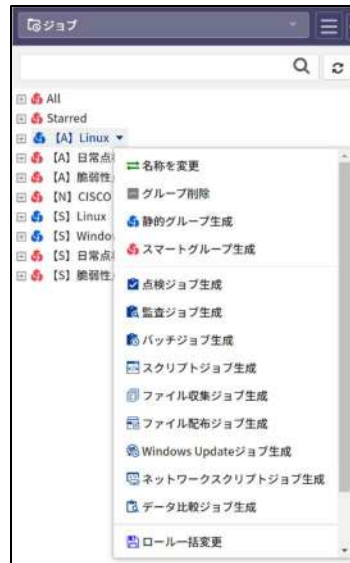 ジョブ
All
Starred
【A】Linux
【A】日常点
【A】脆弱性
【N】CISCO
【S】Linux
【S】Windo
【S】日常点
【S】脆弱性
名称を変更
グループ削除
静的グループ生成
スマートグループ生成
点検ジョブ生成
監査ジョブ生成
バッチジョブ生成
スクリプトジョブ生成
ファイル収集ジョブ生成
ファイル配布ジョブ生成
Windows Updateジョブ生成
ネットワークスクリプトジョブ生成
データ比較ジョブ生成
ロール一括変更